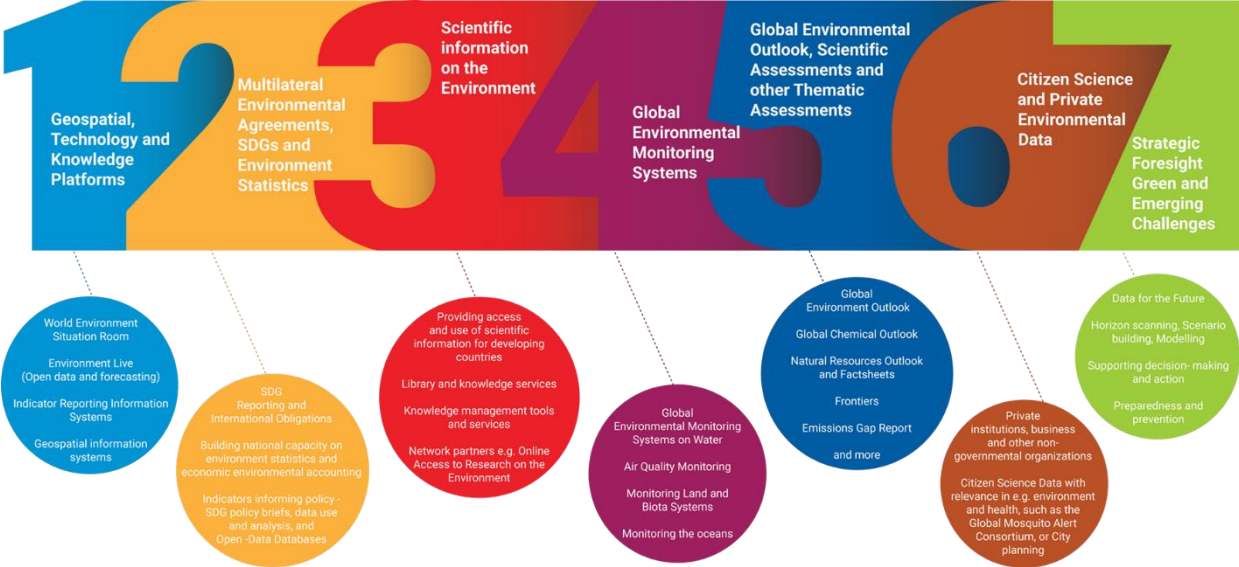 1
Geospatial,
Technology and
Knowledge
Platforms
2
Multilateral
Environmental
Agreements,
SDGs and
Environment
Statistics
3
Scientific
information
on the
Environment
4
Global
Environmental
Monitoring
Systems
5
Global Environmental
Outlook, Scientific
Assessments and
other Thematic
Assessments
6
Citizen Science
and Private
Environmental
Data
7
Strategic
Foresight
Green and
Emerging
Challenges
World Environment
Situation Room
Environment Live
(Open data and forecasting)
Indicator Reporting Information
Systems
Geospatial information
systems
SDG
Reporting and
International Obligations
Building national capacity on
environment statistics and
economic environmental accounting
Indicators informing policy -
SDG policy briefs, data use
and analysis, and
Open -Data Databases
Providing access
and use of scientific
information for developing
countries
Library and knowledge services
Knowledge management tools
and services
Network partners e.g. Online
Access to Research on the
Environment
Global
Environmental Monitoring
Systems on Water
Air Quality Monitoring
Monitoring Land and
Biota Systems
Monitoring the oceans
Global
Environment Outlook
Global Chemical Outlook
Natural Resources Outlook
and Factsheets
Frontiers
Emissions Gap Report
and more
Private
institutions, business
and other non-
governmental organizations
Citizen Science Data with
relevance in e.g. environment
and health, such as the
Global Mosquito Alert
Consortium, or City
planning
Data for the Future
Horizon scanning, Scenario
building, Modelling
Supporting decision- making
and action
Preparedness and
prevention